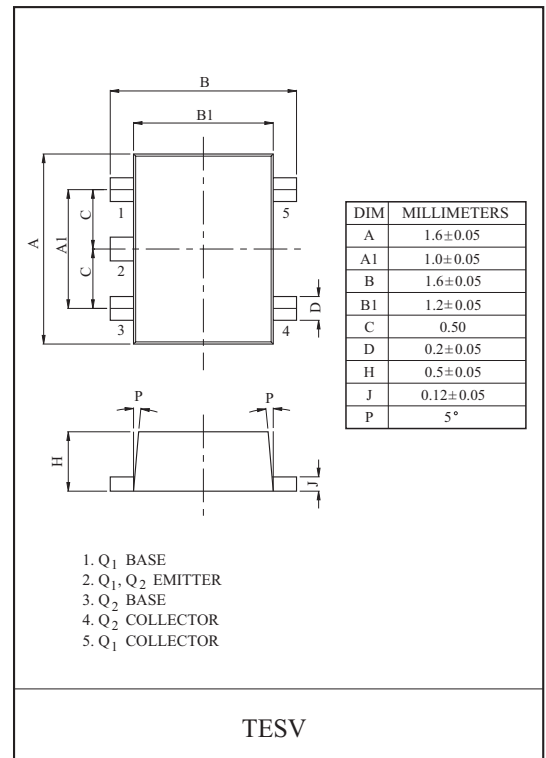 B
B1
A
A1
C
C
1
2
3
5
4
D
DIM MILLIMETERS
A 1.6±0.05
A1 1.0±0.05
B 1.6±0.05
B1 1.2±0.05
C 0.50
D 0.2±0.05
H 0.5±0.05
J 0.12±0.05
P 5°
P
P
H
J
1. Q1 BASE
2. Q1, Q2 EMITTER
3. Q2 BASE
4. Q2 COLLECTOR
5. Q1 COLLECTOR
TESV